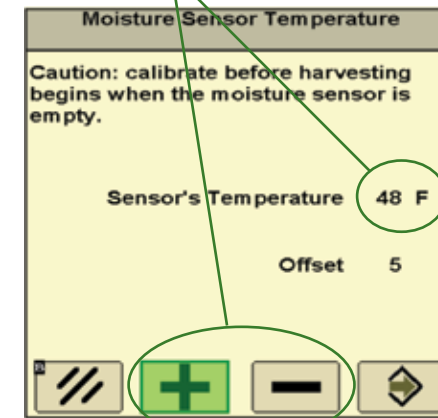 Moisture Sensor Temperature
Caution: calibrate before harvesting
begins when the moisture sensor is
empty.
Sensor's Temperature 48 F
Offset 5